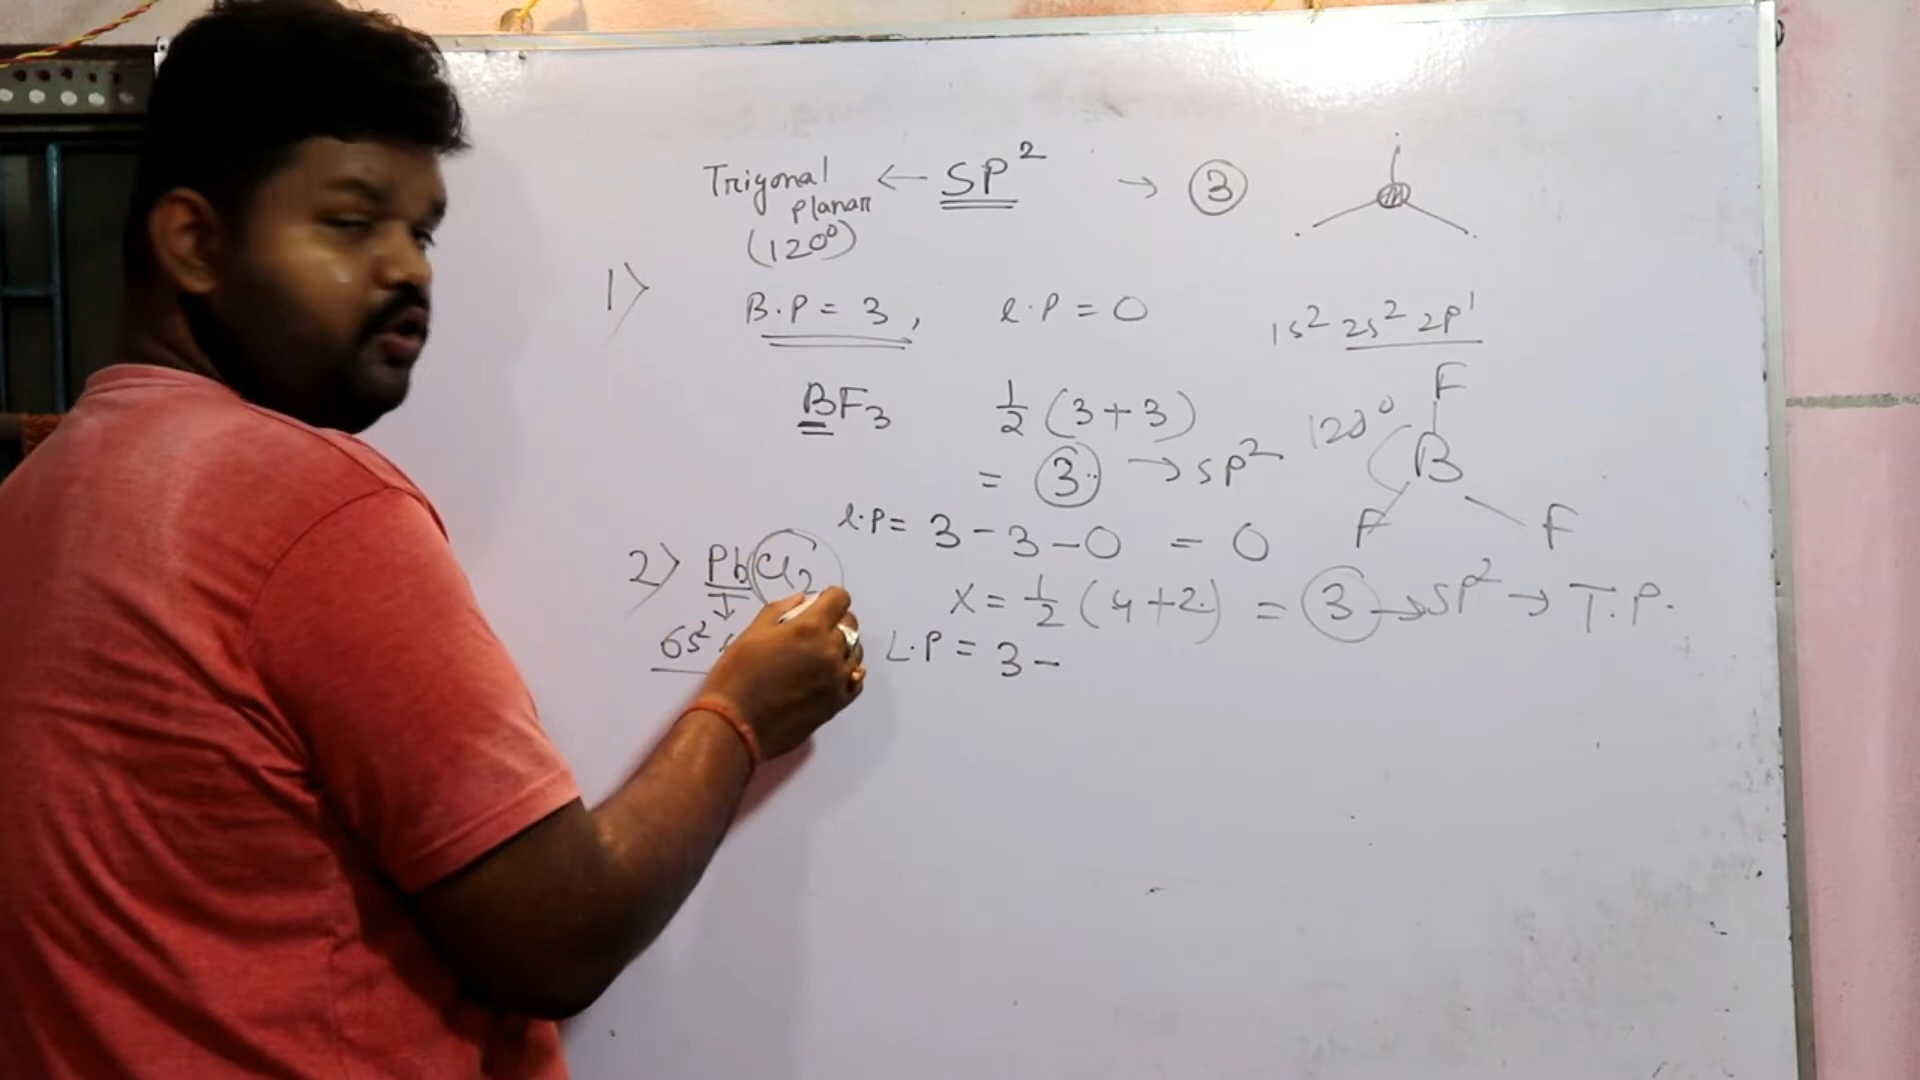 Trigonal planar (120°) ← SP² → ③
1) B.P = 3, l.P = 0
1s² 2s² 2p¹
BF₃ ½ (3+3)
= ③ → sp²
120° F B F F
l.P = 3 - 3 - 0 = 0
2) PbCl₂ x = ½ (4+2) = ③ → SP² → T.P.
6s²
L.P = 3 -